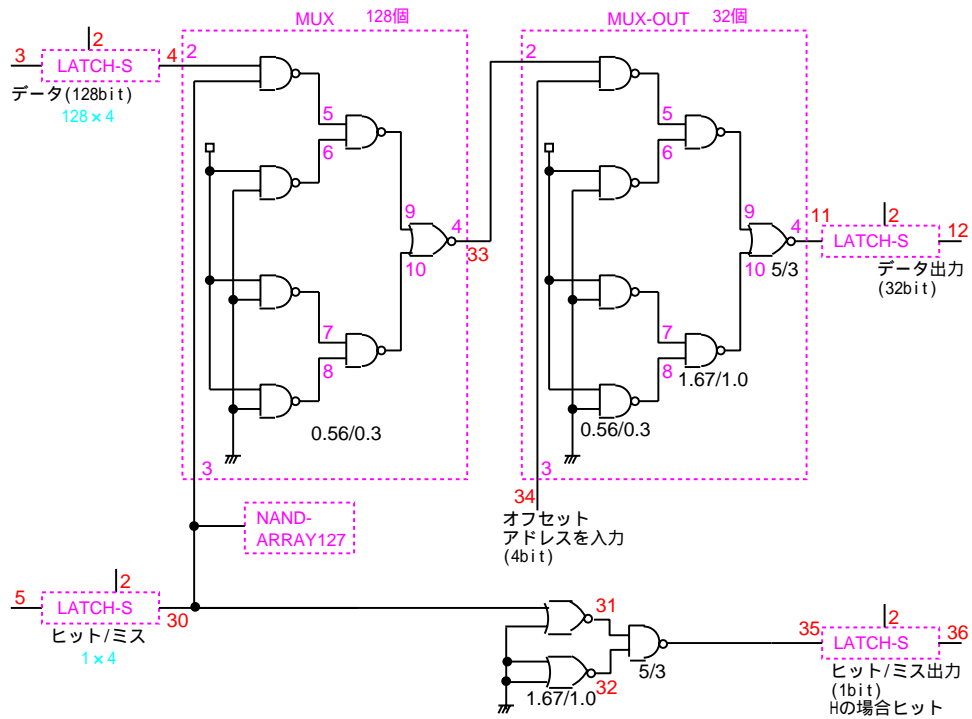 MUX 128個
MUX-OUT 32個
2
3
LATCH-S
4
2
データ(128bit)
128×4
5
6
9
4
10
33
7
8
0.56/0.3
3
2
5
6
9
4
10
5/3
7
8
1.67/1.0
0.56/0.3
3
11
2
LATCH-S
12
データ出力
(32bit)
34
オフセット
アドレスを入力
(4bit)
NAND-
ARRAY127
2
5
LATCH-S
30
ヒット/ミス
1×4
31
32
1.67/1.0
5/3
35
2
LATCH-S
36
ヒット/ミス出力
(1bit)
Hの場合ヒット